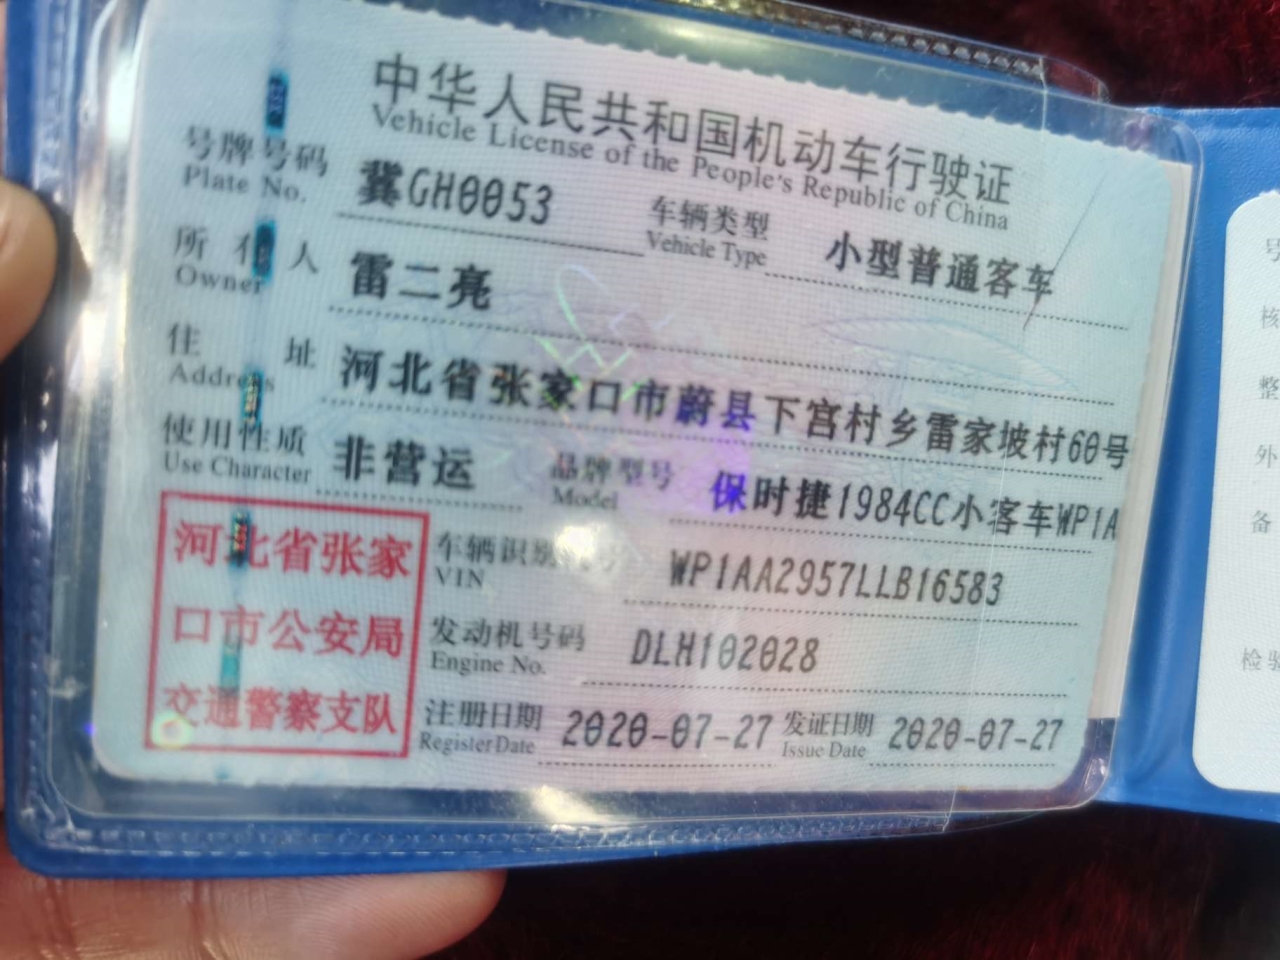 中华人民共和国机动车行驶证
Vehicle License of the People's Republic of China
号牌号码 冀GH0053 车辆类型 小型普通客车
Plate No. Vehicle Type
所有人 雷二亮
Owner
住址 河北省张家口市蔚县下宫村乡雷家坡村60号
Address
使用性质 非营运 品牌型号 保时捷1984CC小客车WP1A
Use Character Model
河北省张家
口市公安局
交通警察支队
车辆识别代号 WP1AA2957LLB16583
VIN
发动机号码 DLH102028
Engine No.
注册日期 2020-07-27 发证日期 2020-07-27
Register Date Issue Date
号
核
整
外
备
检验